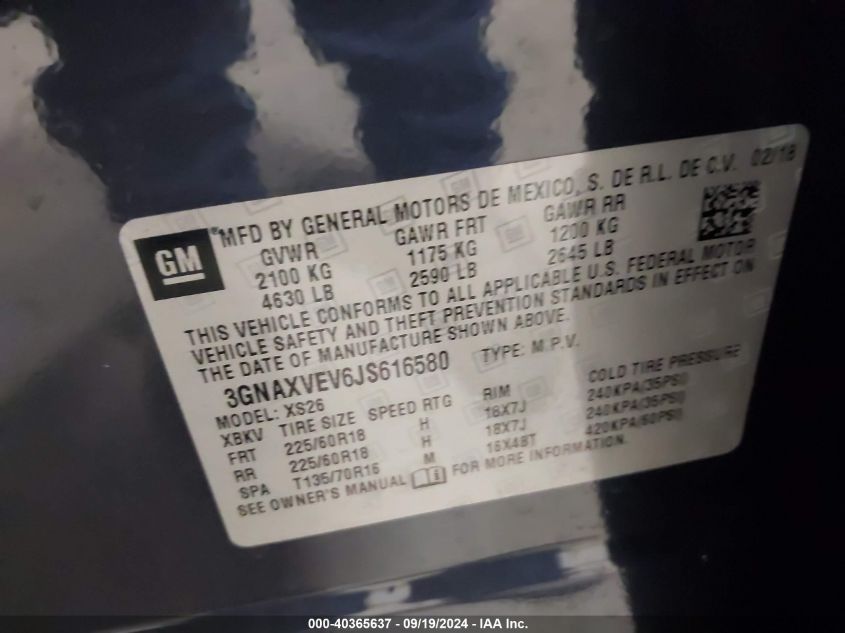 GM ® MFD BY GENERAL MOTORS DE MEXICO, S. DE R.L. DE C.V. 02/18
GVWR GAWR FRT GAWR RR
2100 KG 1175 KG 1200 KG
4630 LB 2590 LB 2645 LB
THIS VEHICLE CONFORMS TO ALL APPLICABLE U.S. FEDERAL MOTOR
VEHICLE SAFETY AND THEFT PREVENTION STANDARDS IN EFFECT ON
THE DATE OF MANUFACTURE SHOWN ABOVE.
3GNAXVEV6JS616580 TYPE: M.P.V.
MODEL: XS26
XBKV TIRE SIZE SPEED RTG RIM COLD TIRE PRESSURE
FRT 225/60R18 H 18X7J 240KPA(35PSI)
RR 225/60R18 H 18X7J 240KPA(35PSI)
SPA T135/70R16 M 16X4BT 420KPA(60PSI)
SEE OWNER'S MANUAL FOR MORE INFORMATION.
000-40365637 - 09/19/2024 - IAA Inc.